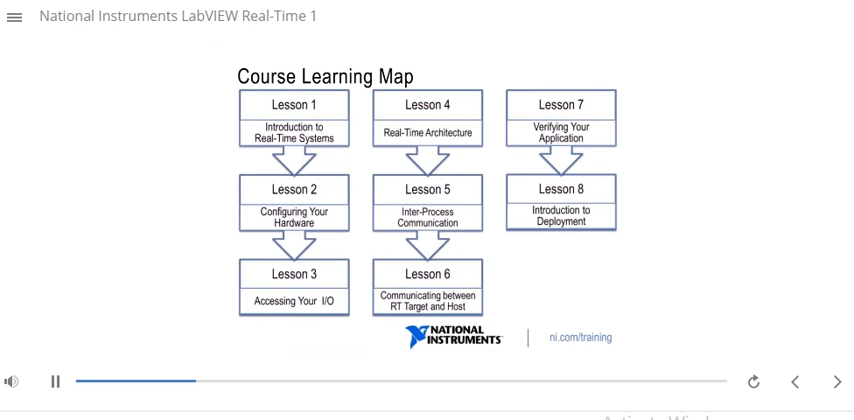 National Instruments LabVIEW Real-Time 1
Course Learning Map
Lesson 1
Introduction to
Real-Time Systems
Lesson 2
Configuring Your
Hardware
Lesson 3
Accessing Your I/O
Lesson 4
Real-Time Architecture
Lesson 5
Inter-Process
Communication
Lesson 6
Communicating between
RT Target and Host
Lesson 7
Verifying Your
Application
Lesson 8
Introduction to
Deployment
NATIONAL
INSTRUMENTS
ni.com/training